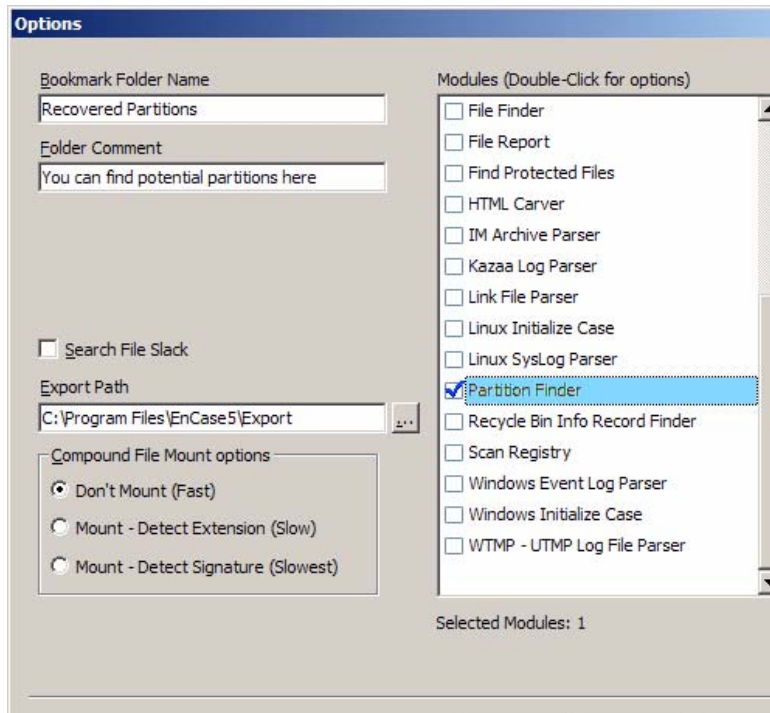 Options
Bookmark Folder Name
Recovered Partitions
Folder Comment
You can find potential partitions here
Search File Slack
Export Path
C:\Program Files\EnCase5\Export
...
Compound File Mount options
Don't Mount (Fast)
Mount - Detect Extension (Slow)
Mount - Detect Signature (Slowest)
Modules (Double-Click for options)
File Finder
File Report
Find Protected Files
HTML Carver
IM Archive Parser
Kazaa Log Parser
Link File Parser
Linux Initialize Case
Linux SysLog Parser
Partition Finder
Recycle Bin Info Record Finder
Scan Registry
Windows Event Log Parser
Windows Initialize Case
WTMP - UTMP Log File Parser
Selected Modules: 1